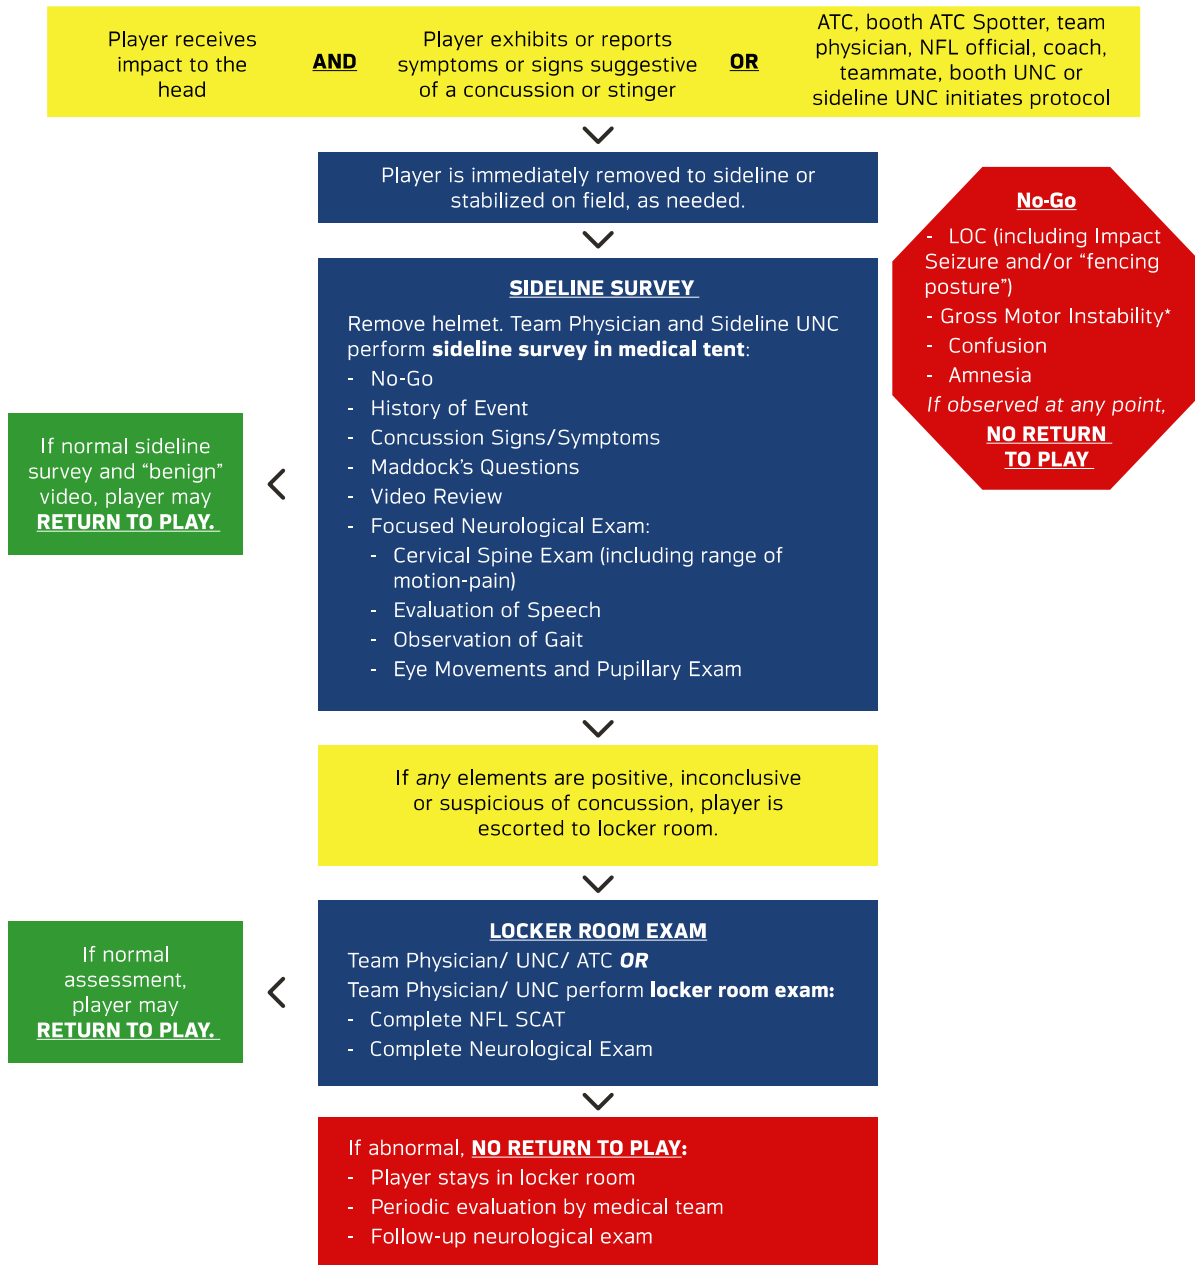 Player receives
impact to the
head
AND
Player exhibits or reports
symptoms or signs suggestive
of a concussion or stinger
OR
ATC, booth ATC Spotter, team
physician, NFL official, coach,
teammate, booth UNC or
sideline UNC initiates protocol
Player is immediately removed to sideline or
stabilized on field, as needed.
No-Go
- LOC (including Impact
Seizure and/or “fencing
posture”)
- Gross Motor Instability*
- Confusion
- Amnesia
If observed at any point,
NO RETURN
TO PLAY
SIDELINE SURVEY
Remove helmet. Team Physician and Sideline UNC
perform sideline survey in medical tent:
- No-Go
- History of Event
- Concussion Signs/Symptoms
- Maddock's Questions
- Video Review
- Focused Neurological Exam:
- Cervical Spine Exam (including range of
motion-pain)
- Evaluation of Speech
- Observation of Gait
- Eye Movements and Pupillary Exam
If normal sideline
survey and “benign”
video, player may
RETURN TO PLAY.
If any elements are positive, inconclusive
or suspicious of concussion, player is
escorted to locker room.
LOCKER ROOM EXAM
Team Physician/ UNC/ ATC OR
Team Physician/ UNC perform locker room exam:
- Complete NFL SCAT
- Complete Neurological Exam
If normal
assessment,
player may
RETURN TO PLAY.
If abnormal, NO RETURN TO PLAY:
- Player stays in locker room
- Periodic evaluation by medical team
- Follow-up neurological exam